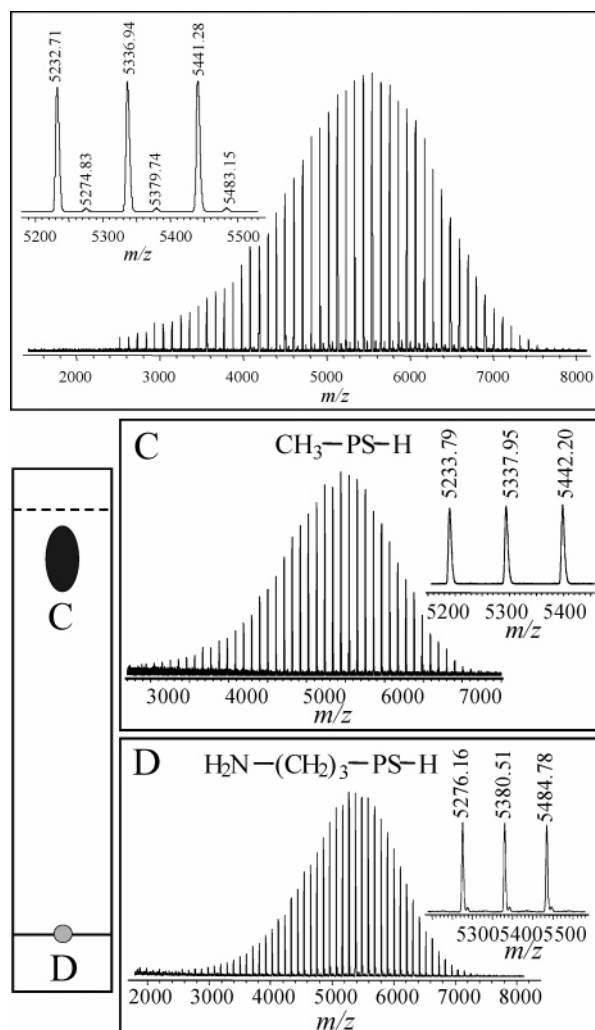 5232.71
5274.83
5336.94
5379.74
5441.28
5483.15
5200 5300 5400 5500
m/z
2000 3000 4000 5000 6000 7000 8000
m/z
C
CH₃−PS−H
5233.79
5337.95
5442.20
5200 5300 5400
m/z
3000 4000 5000 6000 7000
m/z
C
D
H₂N−(CH₂)₃−PS−H
5276.16
5380.51
5484.78
5300 5400 5500
m/z
2000 3000 4000 5000 6000 7000 8000
m/z
D